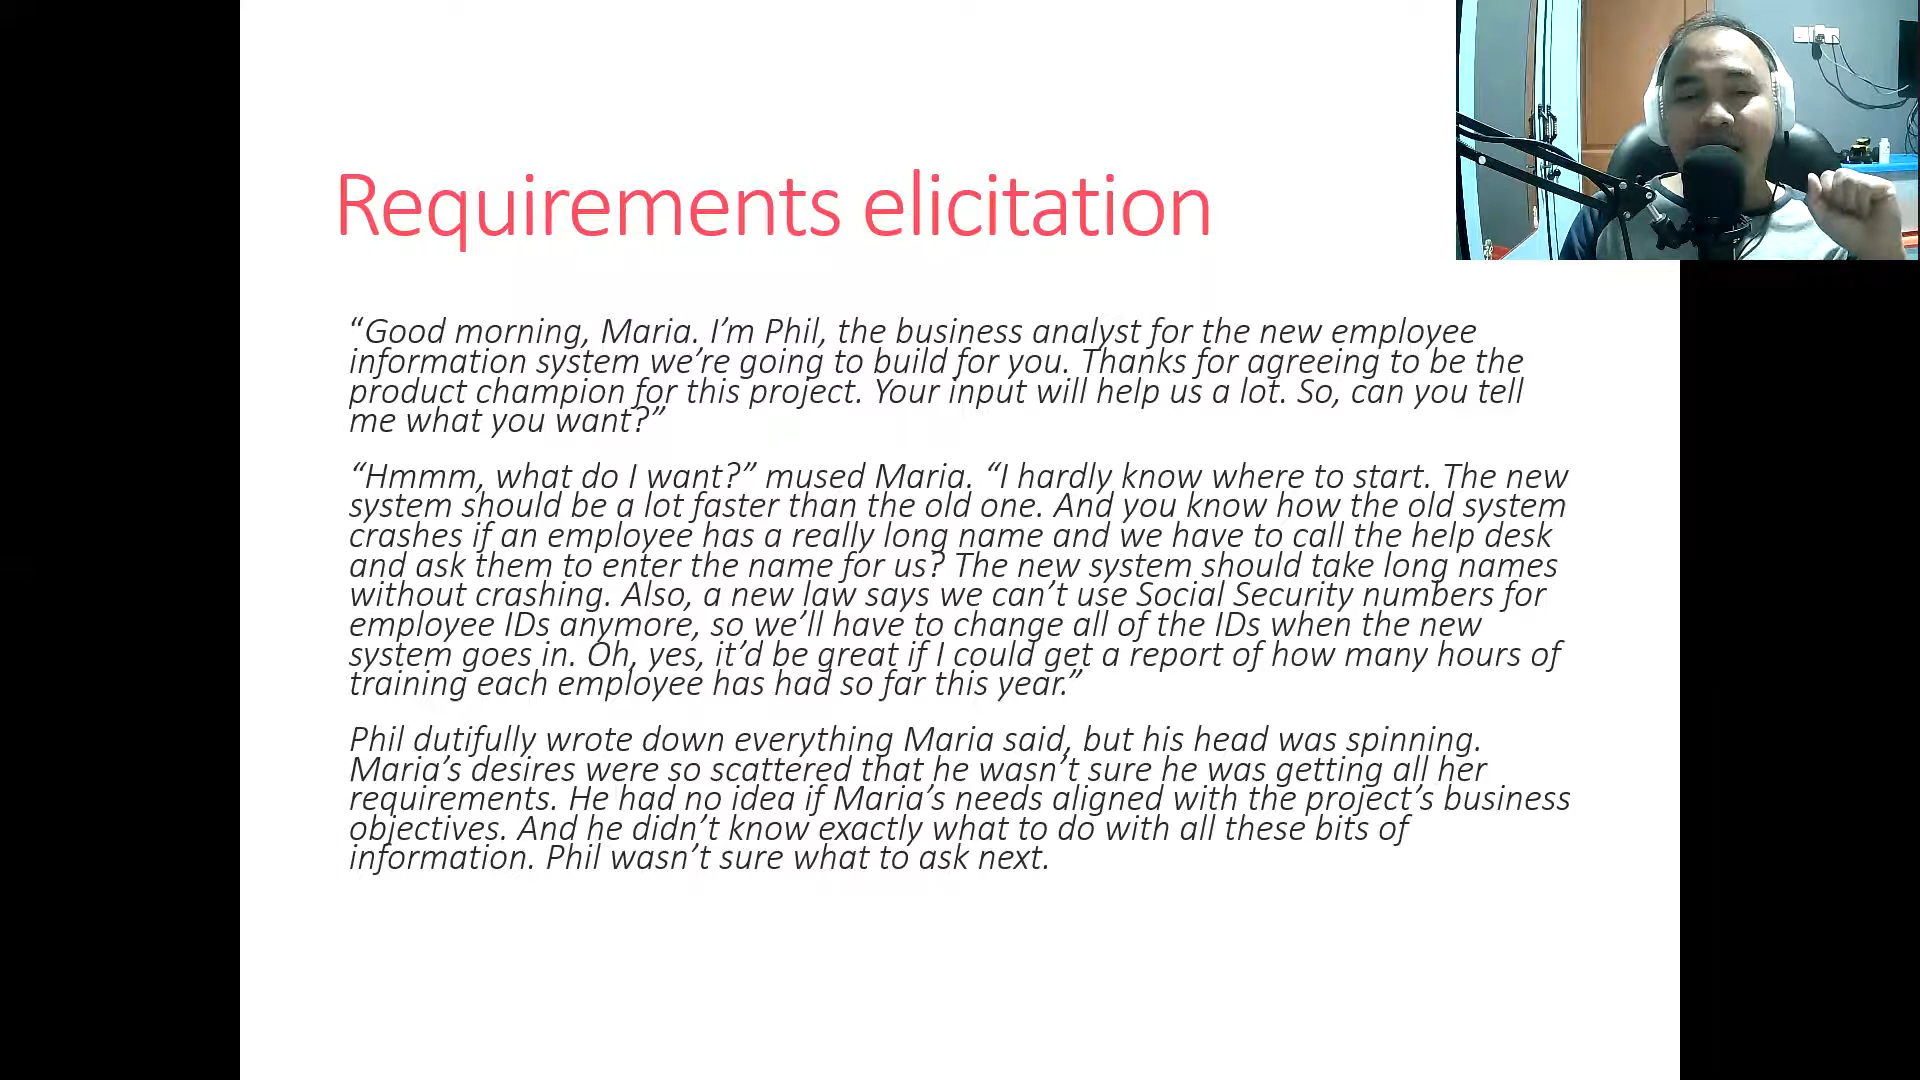 Requirements elicitation
“Good morning, Maria. I’m Phil, the business analyst for the new employee
information system we’re going to build for you. Thanks for agreeing to be the
product champion for this project. Your input will help us a lot. So, can you tell
me what you want?”
“Hmmm, what do I want?” mused Maria. “I hardly know where to start. The new
system should be a lot faster than the old one. And you know how the old system
crashes if an employee has a really long name and we have to call the help desk
and ask them to enter the name for us? The new system should take long names
without crashing. Also, a new law says we can’t use Social Security numbers for
employee IDs anymore, so we’ll have to change all of the IDs when the new
system goes in. Oh, yes, it’d be great if I could get a report of how many hours of
training each employee has had so far this year.”
Phil dutifully wrote down everything Maria said, but his head was spinning.
Maria’s desires were so scattered that he wasn’t sure he was getting all her
requirements. He had no idea if Maria’s needs aligned with the project’s business
objectives. And he didn’t know exactly what to do with all these bits of
information. Phil wasn’t sure what to ask next.